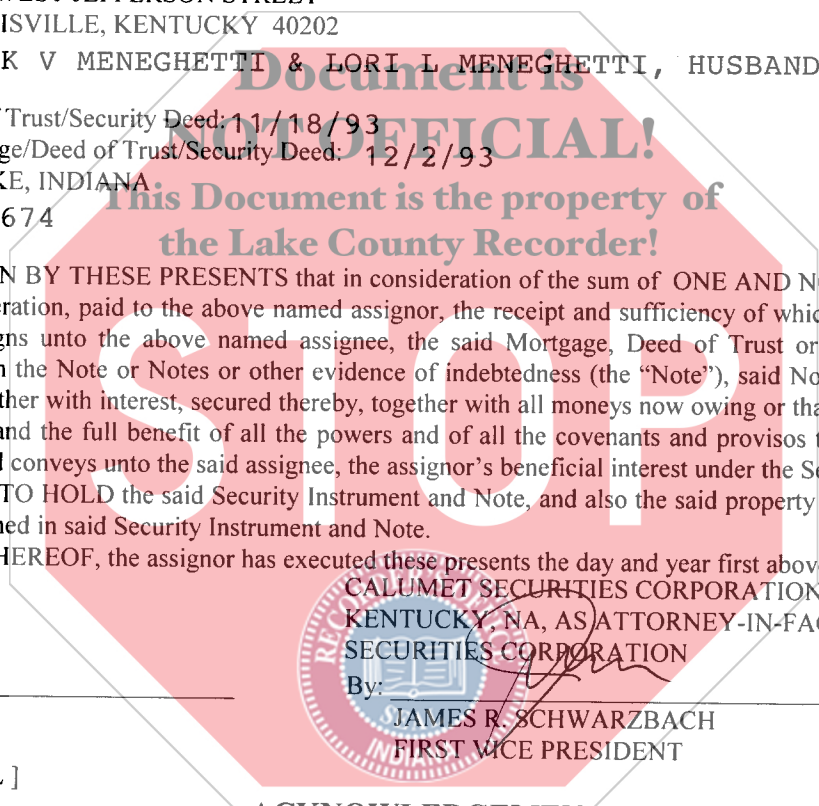 ISVILLE, KENTUCKY 40202
K V MENEGHETTI & LORI L MENEGHETTI, HUSBAND
Document is
Trust/Security Deed: 11/18/93
NOT OFFICIAL!
ge/Deed of Trust/Security Deed: 12/2/93
KE, INDIANA
This Document is the property of
674
the Lake County Recorder!
N BY THESE PRESENTS that in consideration of the sum of ONE AND N
ration, paid to the above named assignor, the receipt and sufficiency of whic
gns unto the above named assignee, the said Mortgage, Deed of Trust or
the Note or Notes or other evidence of indebtedness (the “Note”), said No
ther with interest, secured thereby, together with all moneys now owing or tha
and the full benefit of all the powers and of all the covenants and provisos t
conveys unto the said assignee, the assignor’s beneficial interest under the Se
STOP
TO HOLD the said Security Instrument and Note, and also the said property
ned in said Security Instrument and Note.
HEREOF, the assignor has executed these presents the day and year first above
CALUMET SECURITIES CORPORATION
KENTUCKY, NA, AS ATTORNEY-IN-FAC
SECURITIES CORPORATION
By:
JAMES R. SCHWARZBACH
FIRST VICE PRESIDENT
RECORDER'S OFFICE
SEAL
INDIANA
]